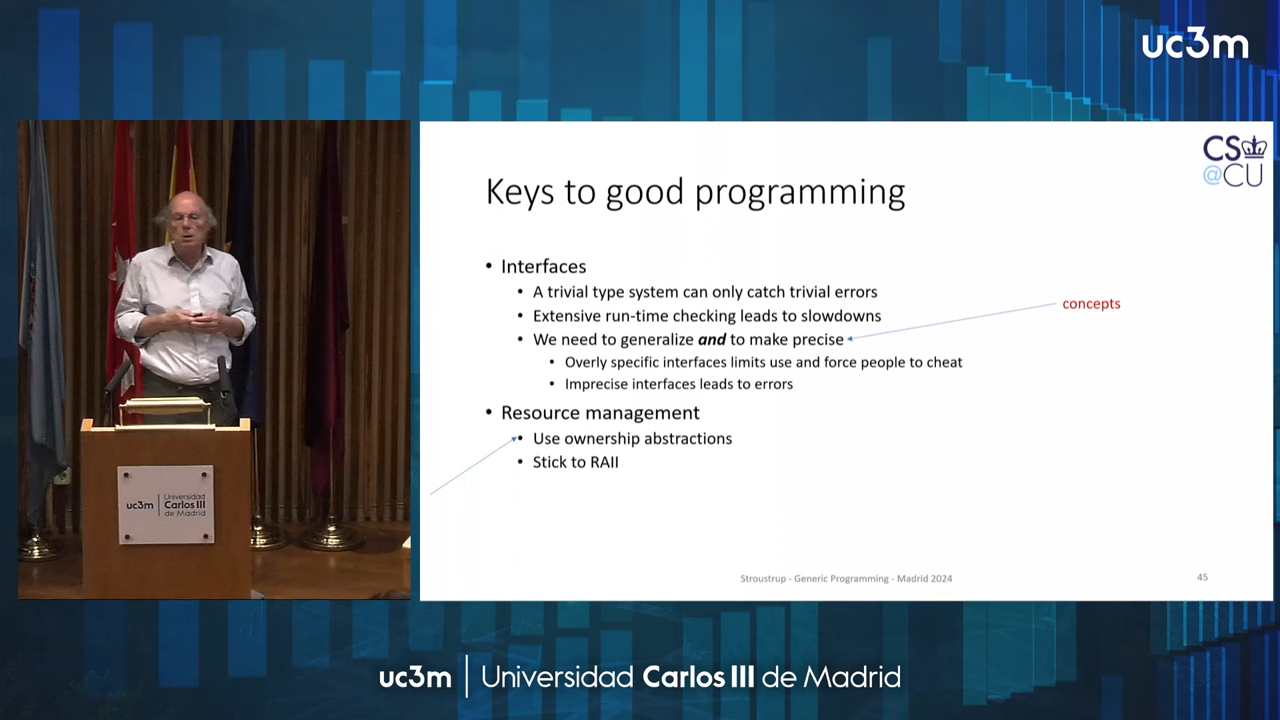 uc3m
CS
@CU
Keys to good programming
• Interfaces
• A trivial type system can only catch trivial errors
• Extensive run-time checking leads to slowdowns
• We need to generalize and to make precise
• Overly specific interfaces limits use and force people to cheat
• Imprecise interfaces leads to errors
concepts
• Resource management
• Use ownership abstractions
• Stick to RAII
Stroustrup - Generic Programming - Madrid 2024
45
uc3m
Universidad
Carlos III
de Madrid
uc3m | Universidad Carlos III de Madrid